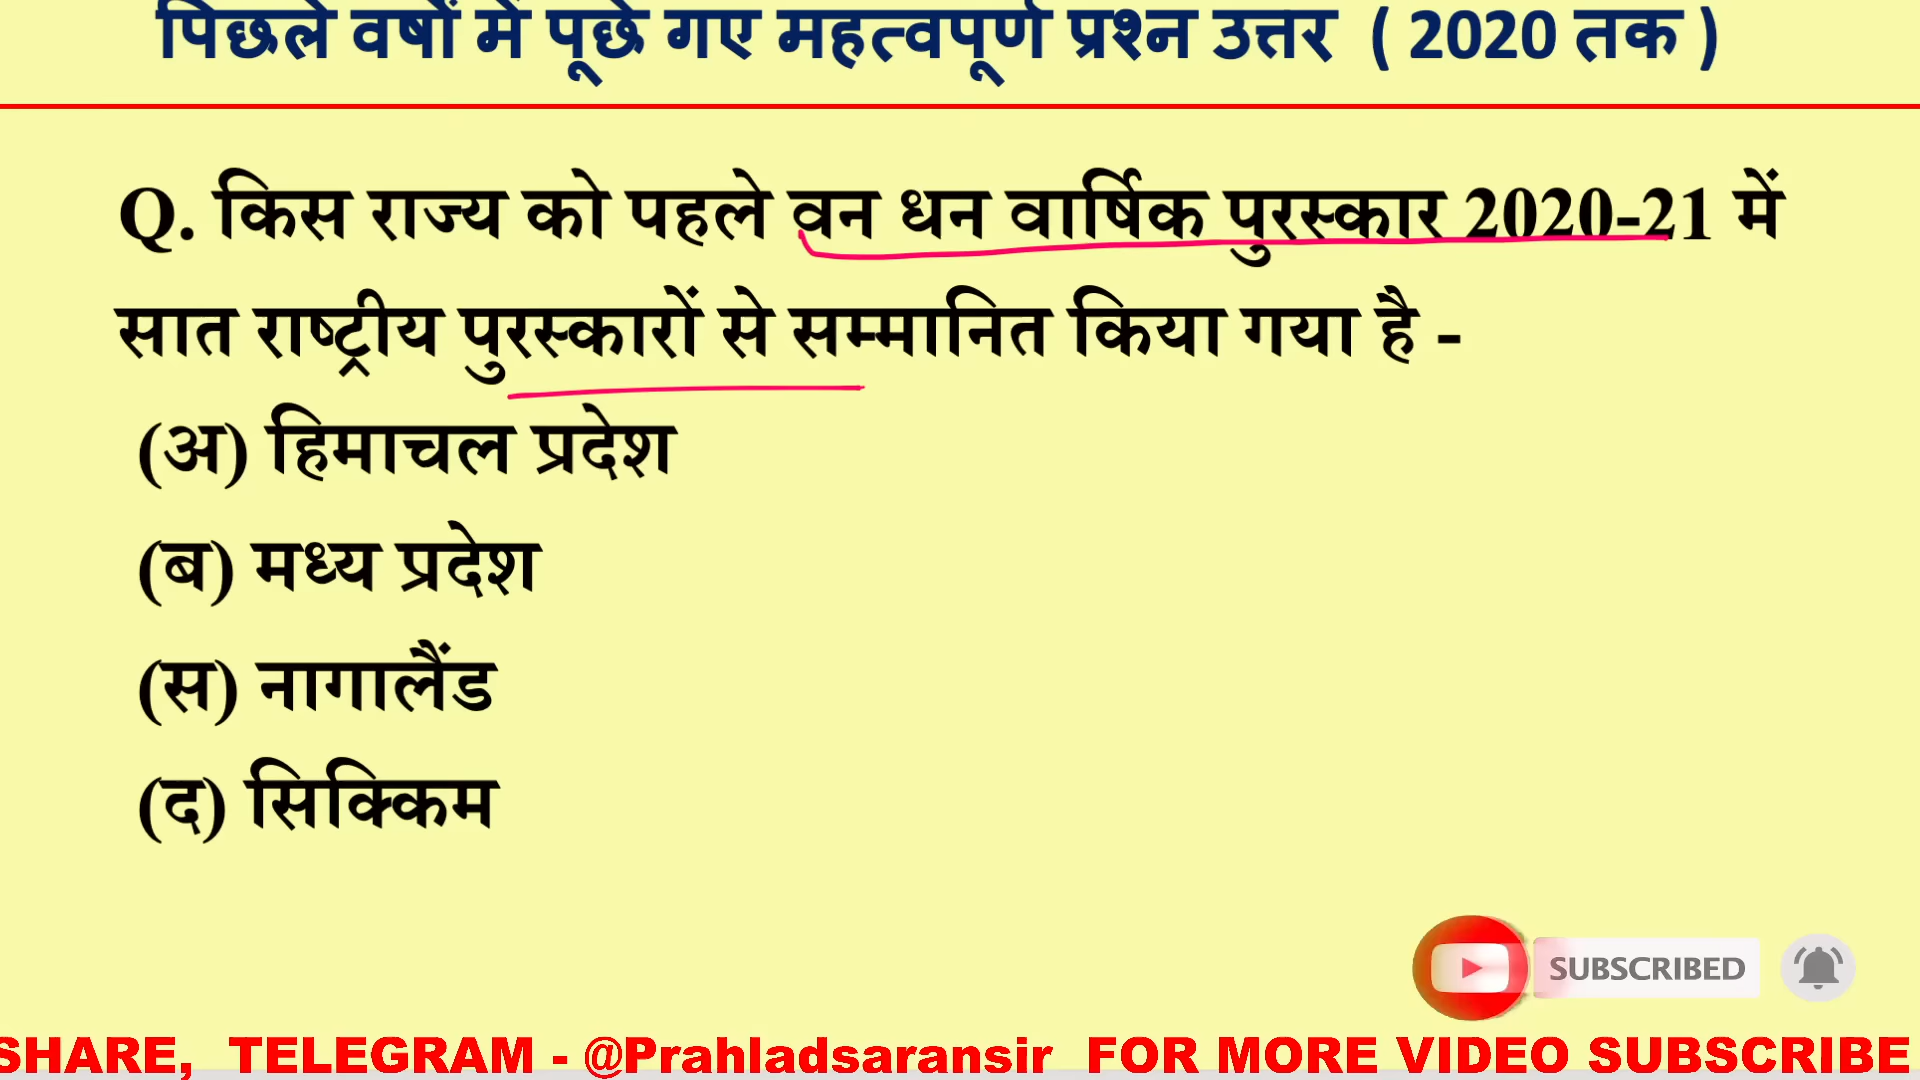 पिछले वर्षो में पूछे गए महत्वपूर्ण प्रश्न उत्तर ( 2020 तक )
Q. किस राज्य को पहले वन धन वार्षिक पुरस्कार 2020-21 में
सात राष्ट्रीय पुरस्कारों से सम्मानित किया गया है -
(अ) हिमाचल प्रदेश
(ब) मध्य प्रदेश
(स) नागालैंड
(द) सिक्किम
SUBSCRIBED
SHARE, TELEGRAM - @Prahladsaransir FOR MORE VIDEO SUBSCRIBE